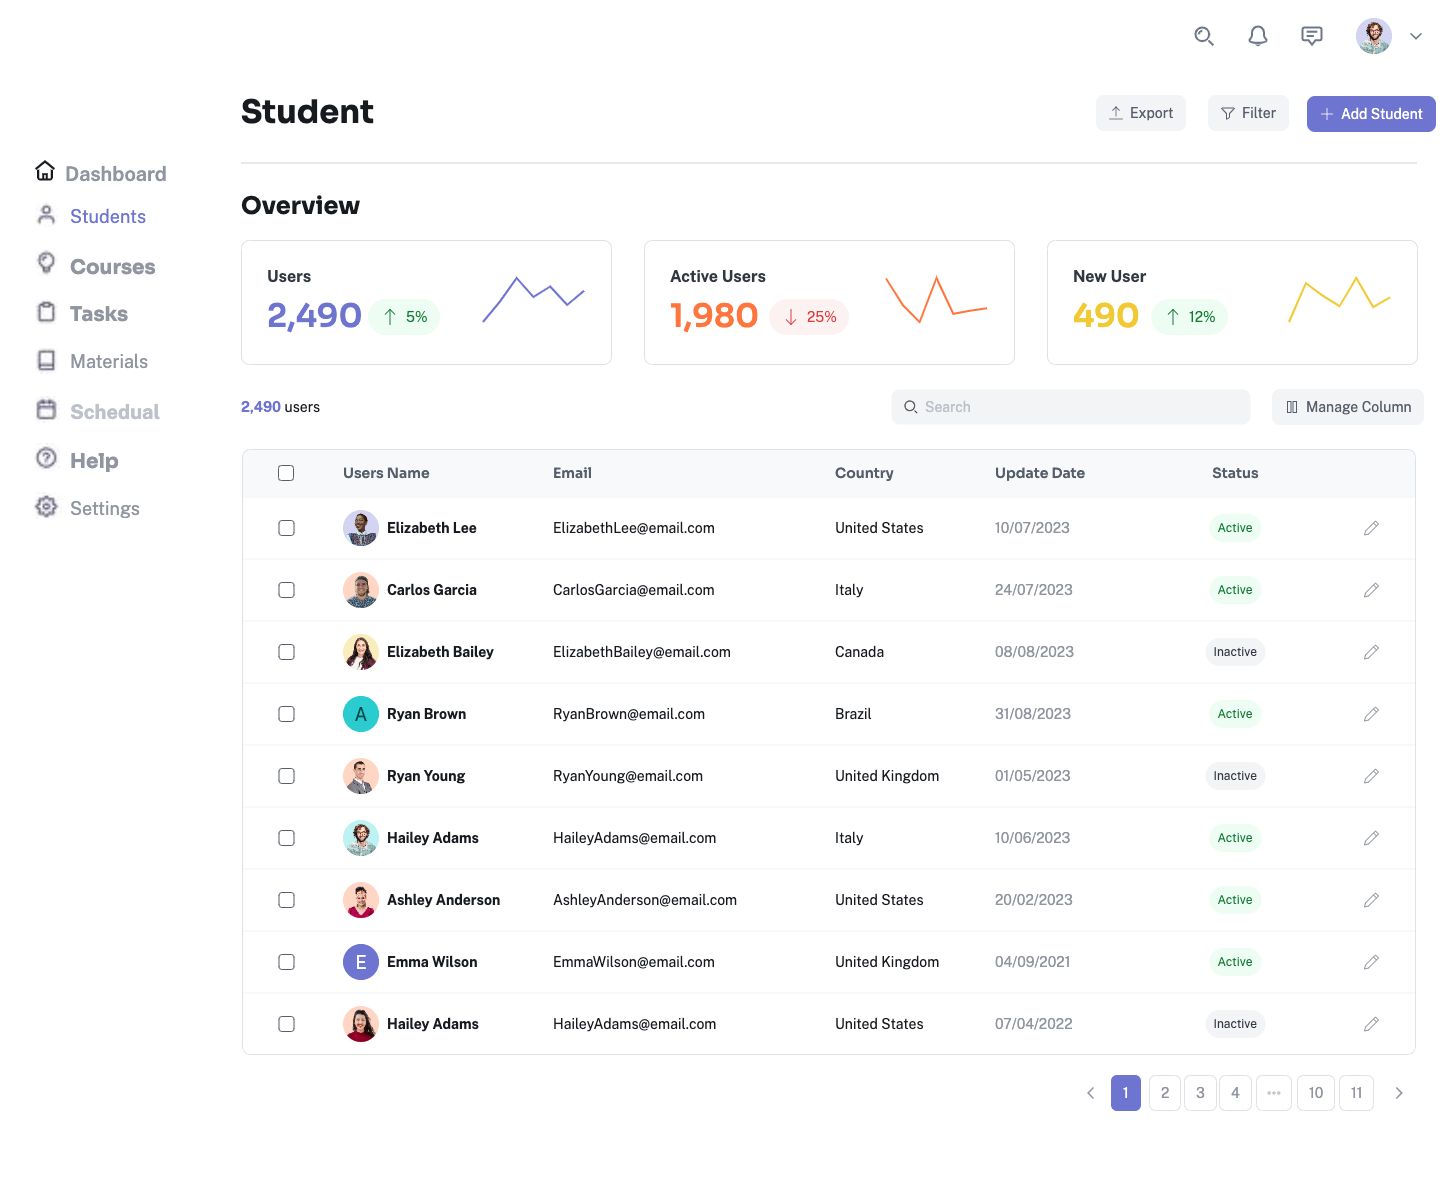 Student
Export
Filter
Add Student
Dashboard
Students
Courses
Tasks
Materials
Schedual
Help
Settings
Overview
Users
2,490
5%
Active Users
1,980
25%
New User
490
12%
2,490 users
Search
Manage Column
Users Name Email Country Update Date Status
Elizabeth Lee ElizabethLee@email.com United States 10/07/2023 Active
Carlos Garcia CarlosGarcia@email.com Italy 24/07/2023 Active
Elizabeth Bailey ElizabethBailey@email.com Canada 08/08/2023 Inactive
A Ryan Brown RyanBrown@email.com Brazil 31/08/2023 Active
Ryan Young RyanYoung@email.com United Kingdom 01/05/2023 Inactive
Hailey Adams HaileyAdams@email.com Italy 10/06/2023 Active
Ashley Anderson AshleyAnderson@email.com United States 20/02/2023 Active
E Emma Wilson EmmaWilson@email.com United Kingdom 04/09/2021 Active
Hailey Adams HaileyAdams@email.com United States 07/04/2022 Inactive
1 2 3 4 ••• 10 11